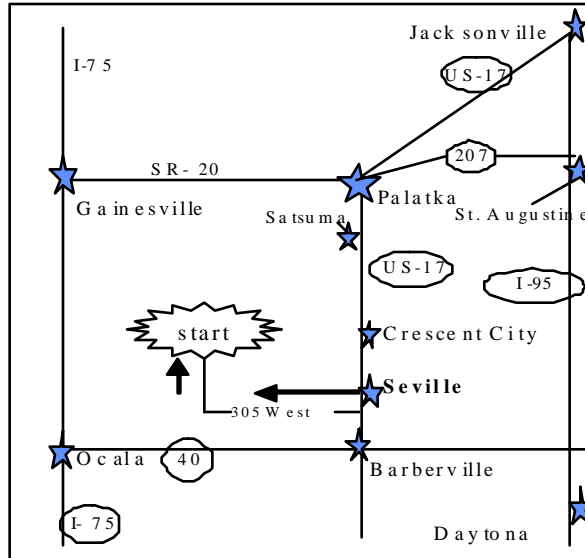 Jacksonville
I-75
US-17
207
SR-20
Gainesville
Palatka
St. Augustine
Satsuma
US-17
I-95
start
Crescent City
Seville
305 West
Ocala
40
Barberville
I-75
Daytona